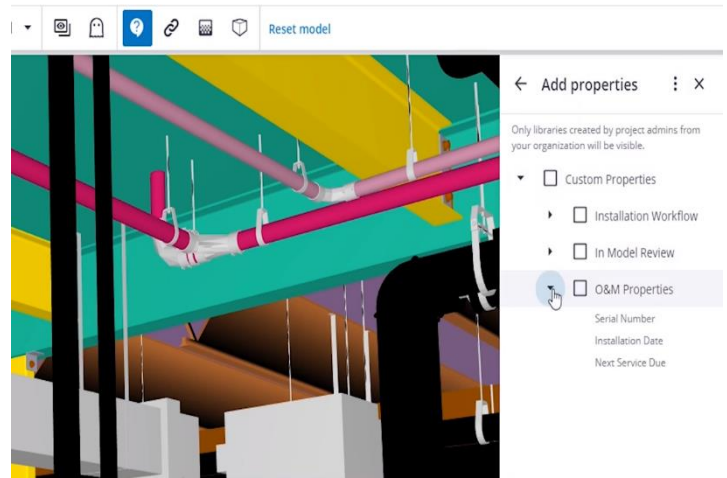 Reset model
Add properties
Only libraries created by project admins from
your organization will be visible.
Custom Properties
Installation Workflow
In Model Review
O&M Properties
Serial Number
Installation Date
Next Service Due